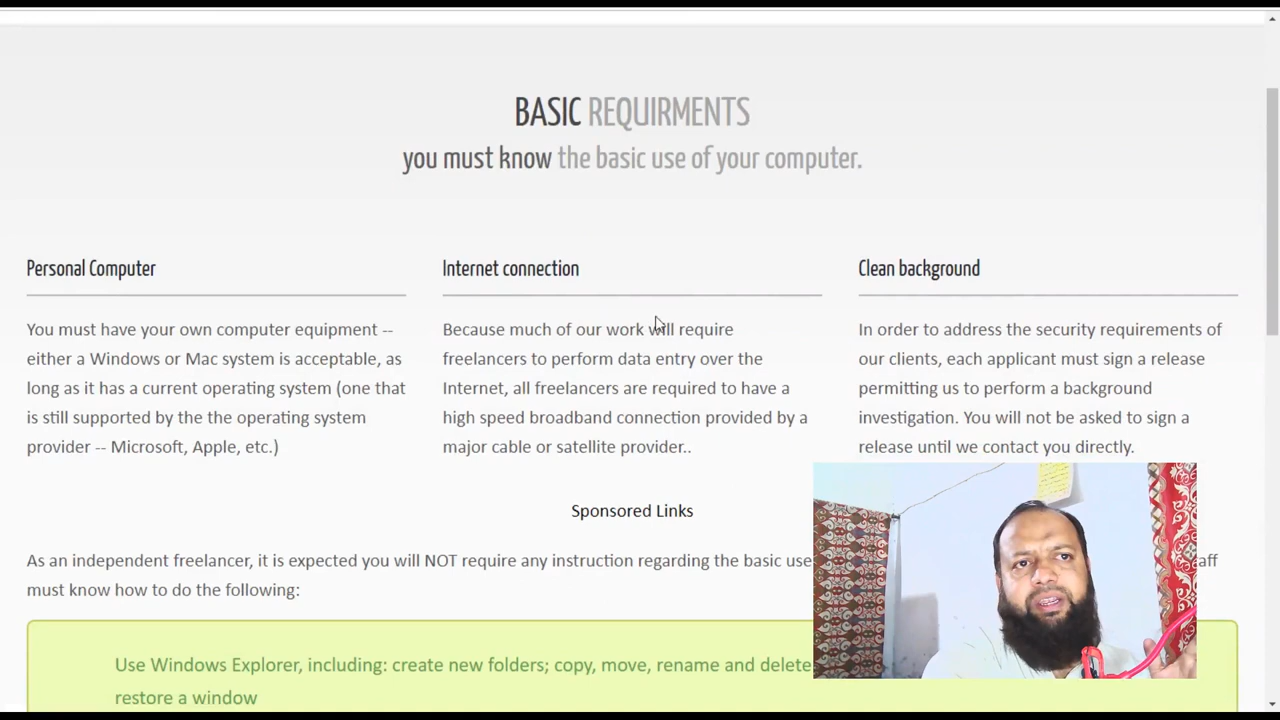 BASIC REQUIRMENTS
you must know the basic use of your computer.
Personal Computer
You must have your own computer equipment --
either a Windows or Mac system is acceptable, as
long as it has a current operating system (one that
is still supported by the the operating system
provider -- Microsoft, Apple, etc.)
Internet connection
Because much of our work will require
freelancers to perform data entry over the
Internet, all freelancers are required to have a
high speed broadband connection provided by a
major cable or satellite provider..
Clean background
In order to address the security requirements of
our clients, each applicant must sign a release
permitting us to perform a background
investigation. You will not be asked to sign a
release until we contact you directly.
Sponsored Links
As an independent freelancer, it is expected you will NOT require any instruction regarding the basic use
must know how to do the following:
Use Windows Explorer, including: create new folders; copy, move, rename and delete
restore a window